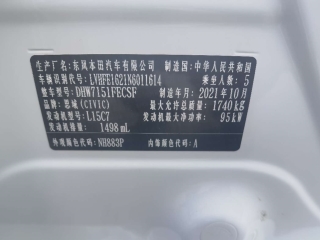 生产厂名：东风本田汽车有限公司 制造国：中华人民共和国
车辆识别代号：LVHFE1621N6011614 乘坐人数：5
整车型号：DHW7151FECSF 制造年月：2021年10月
品牌：思域(CIVIC) 最大允许总质量：1740kg
发动机型号：L15C7 发动机最大净功率：95kW
发动机排量：1498mL
外观颜色代码：NH883P 内饰颜色代码：A